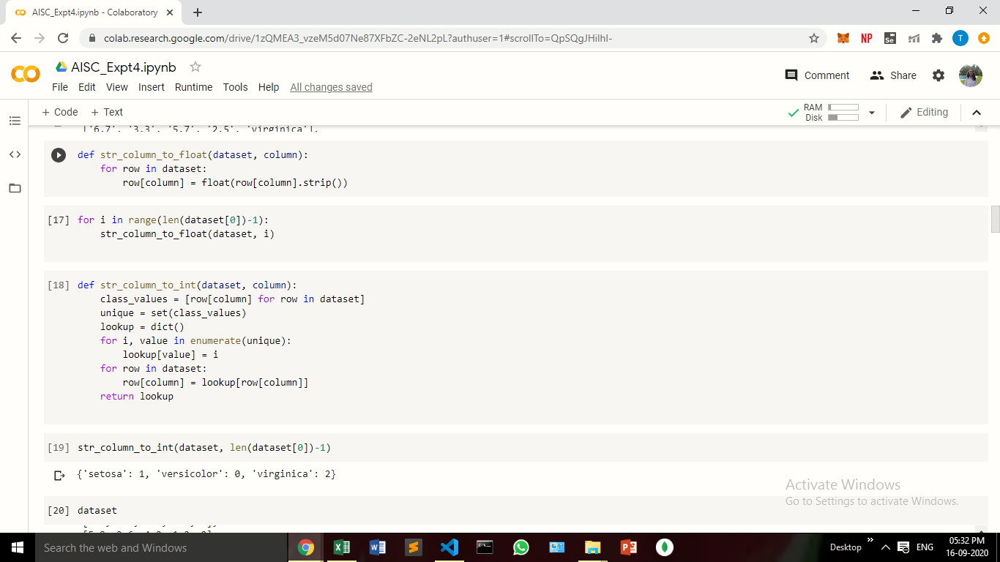 AISC_Expt4.ipynb - Colaboratory
colab.research.google.com/drive/1zQMEA3_vzeM5d07Ne87XFbZC-2eNL2pL?authuser=1#scrollTo=QpSQgJHilhI-
NP
Se
T
AISC_Expt4.ipynb
File Edit View Insert Runtime Tools Help All changes saved
Comment Share
+ Code + Text
RAM
Disk
Editing
['6.7', '3.3', '5.7', '2.5', 'virginica'],
def str_column_to_float(dataset, column):
for row in dataset:
row[column] = float(row[column].strip())
[17] for i in range(len(dataset[0])-1):
str_column_to_float(dataset, i)
[18] def str_column_to_int(dataset, column):
class_values = [row[column] for row in dataset]
unique = set(class_values)
lookup = dict()
for i, value in enumerate(unique):
lookup[value] = i
for row in dataset:
row[column] = lookup[row[column]]
return lookup
[19] str_column_to_int(dataset, len(dataset[0])-1)
{'setosa': 1, 'versicolor': 0, 'virginica': 2}
[20] dataset
Activate Windows
Go to Settings to activate Windows.
Search the web and Windows
Desktop
ENG
05:32 PM
16-09-2020